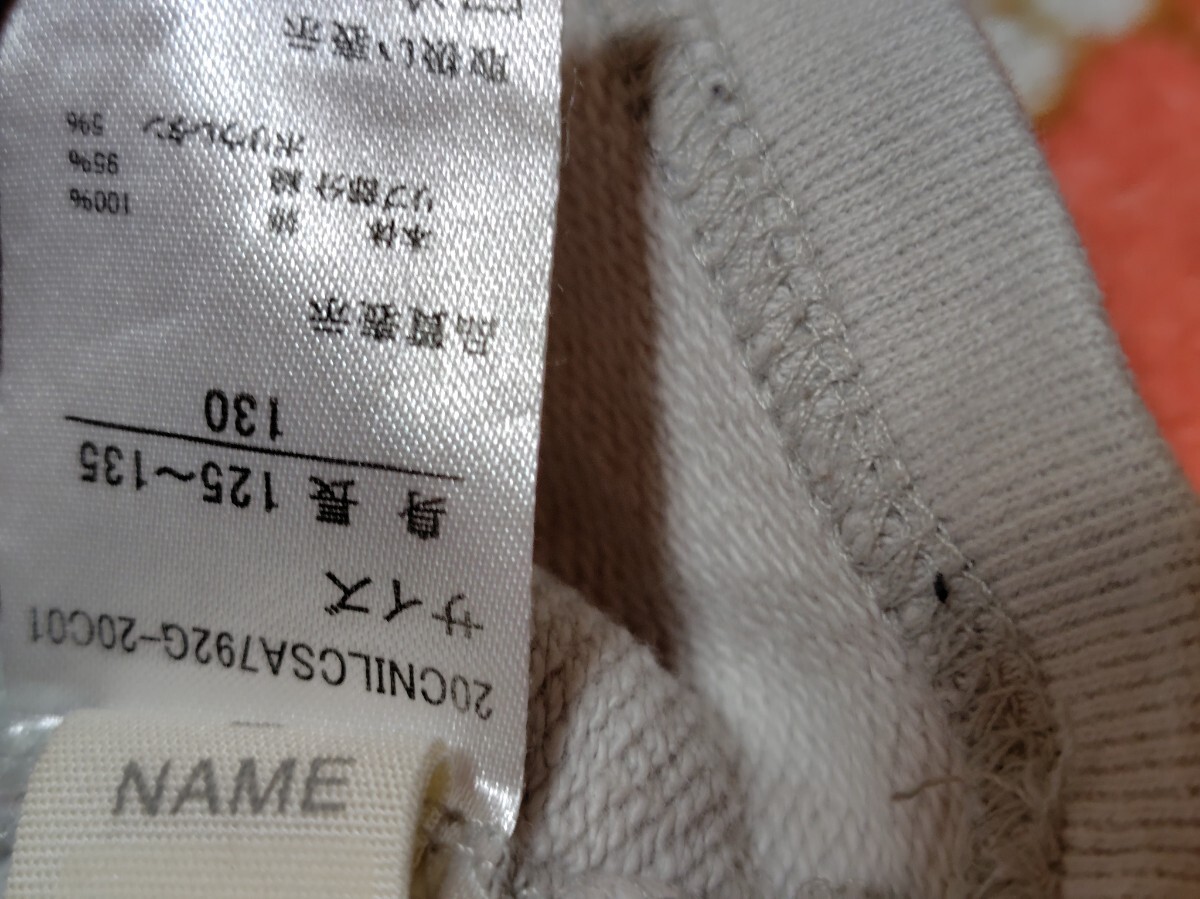 20CNILCSA792G-20C01
サイズ
身長 125～135
130
品質表示
本体 綿 100%
リブ部分 綿 95%
ポリウレタン 5%
取扱い表示
NAME